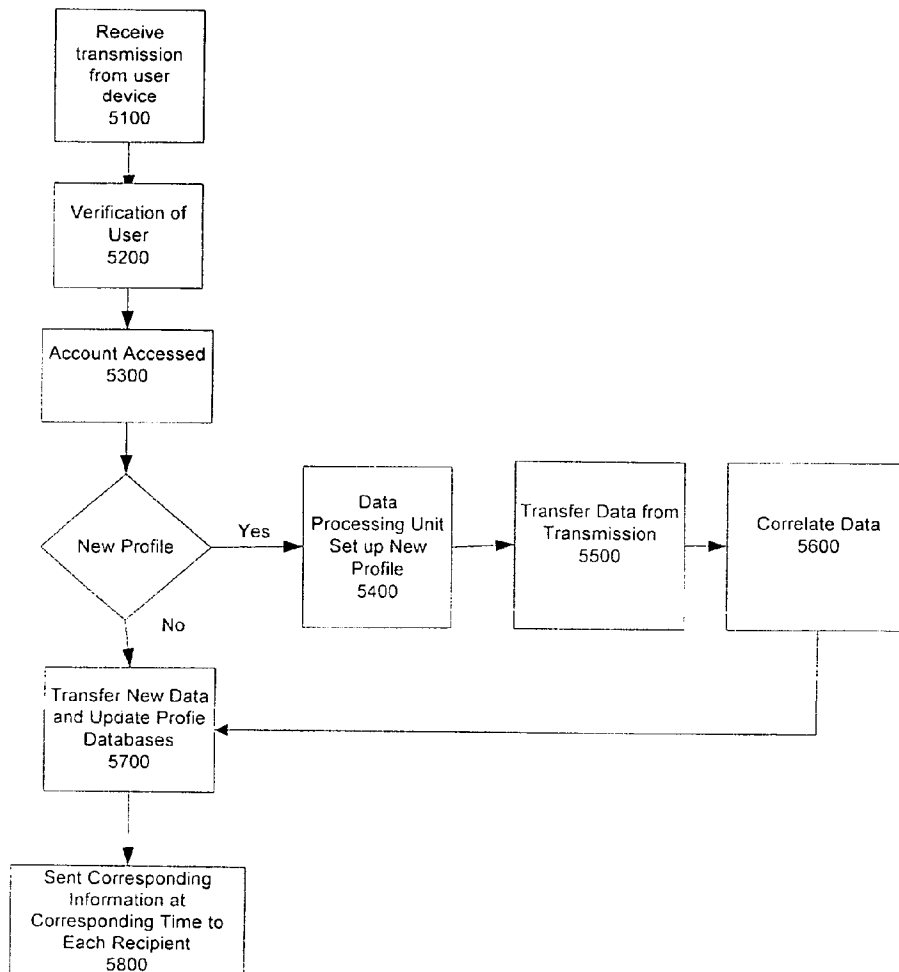 Receive
transmission
from user
device
5100
Verification of
User
5200
Account Accessed
5300
New Profile
Yes
Data
Processing Unit
Set up New
Profile
5400
Transfer Data from
Transmission
5500
Correlate Data
5600
No
Transfer New Data
and Update Profie
Databases
5700
Sent Corresponding
Information at
Corresponding Time to
Each Recipient
5800